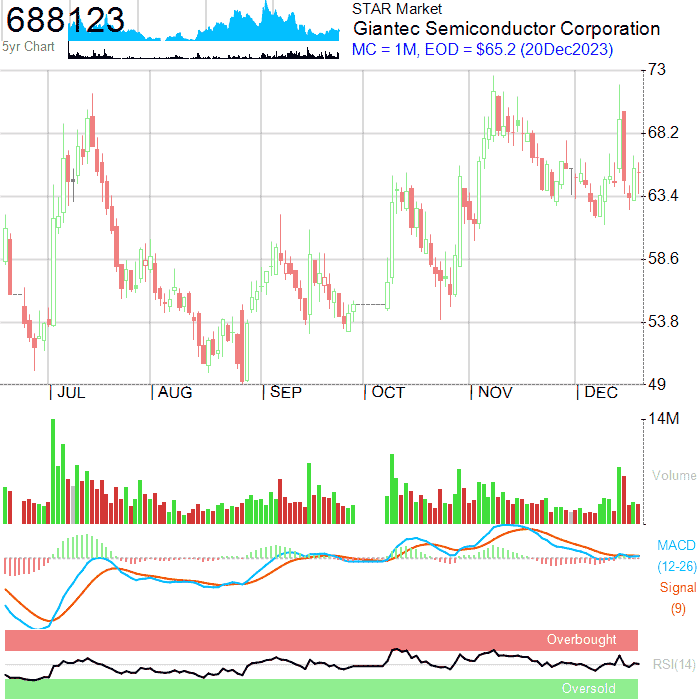 688123
5yr Chart
STAR Market
Giantec Semiconductor Corporation
MC = 1M, EOD = $65.2 (20Dec2023)
73
68.2
63.4
58.6
53.8
49
JUL AUG SEP OCT NOV DEC
14M
Volume
MACD
(12-26)
Signal
(9)
Overbought
RSI(14)
Oversold